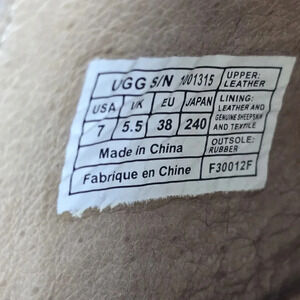 UGG S/N 1001315
UPPER:
LEATHER
USA UK EU JAPAN
7 5.5 38 240
LINING:
LEATHER AND
GENUINE SHEEPSKIN
AND TEXTILE
Made in China
Fabrique en Chine
OUTSOLE:
RUBBER
F30012F